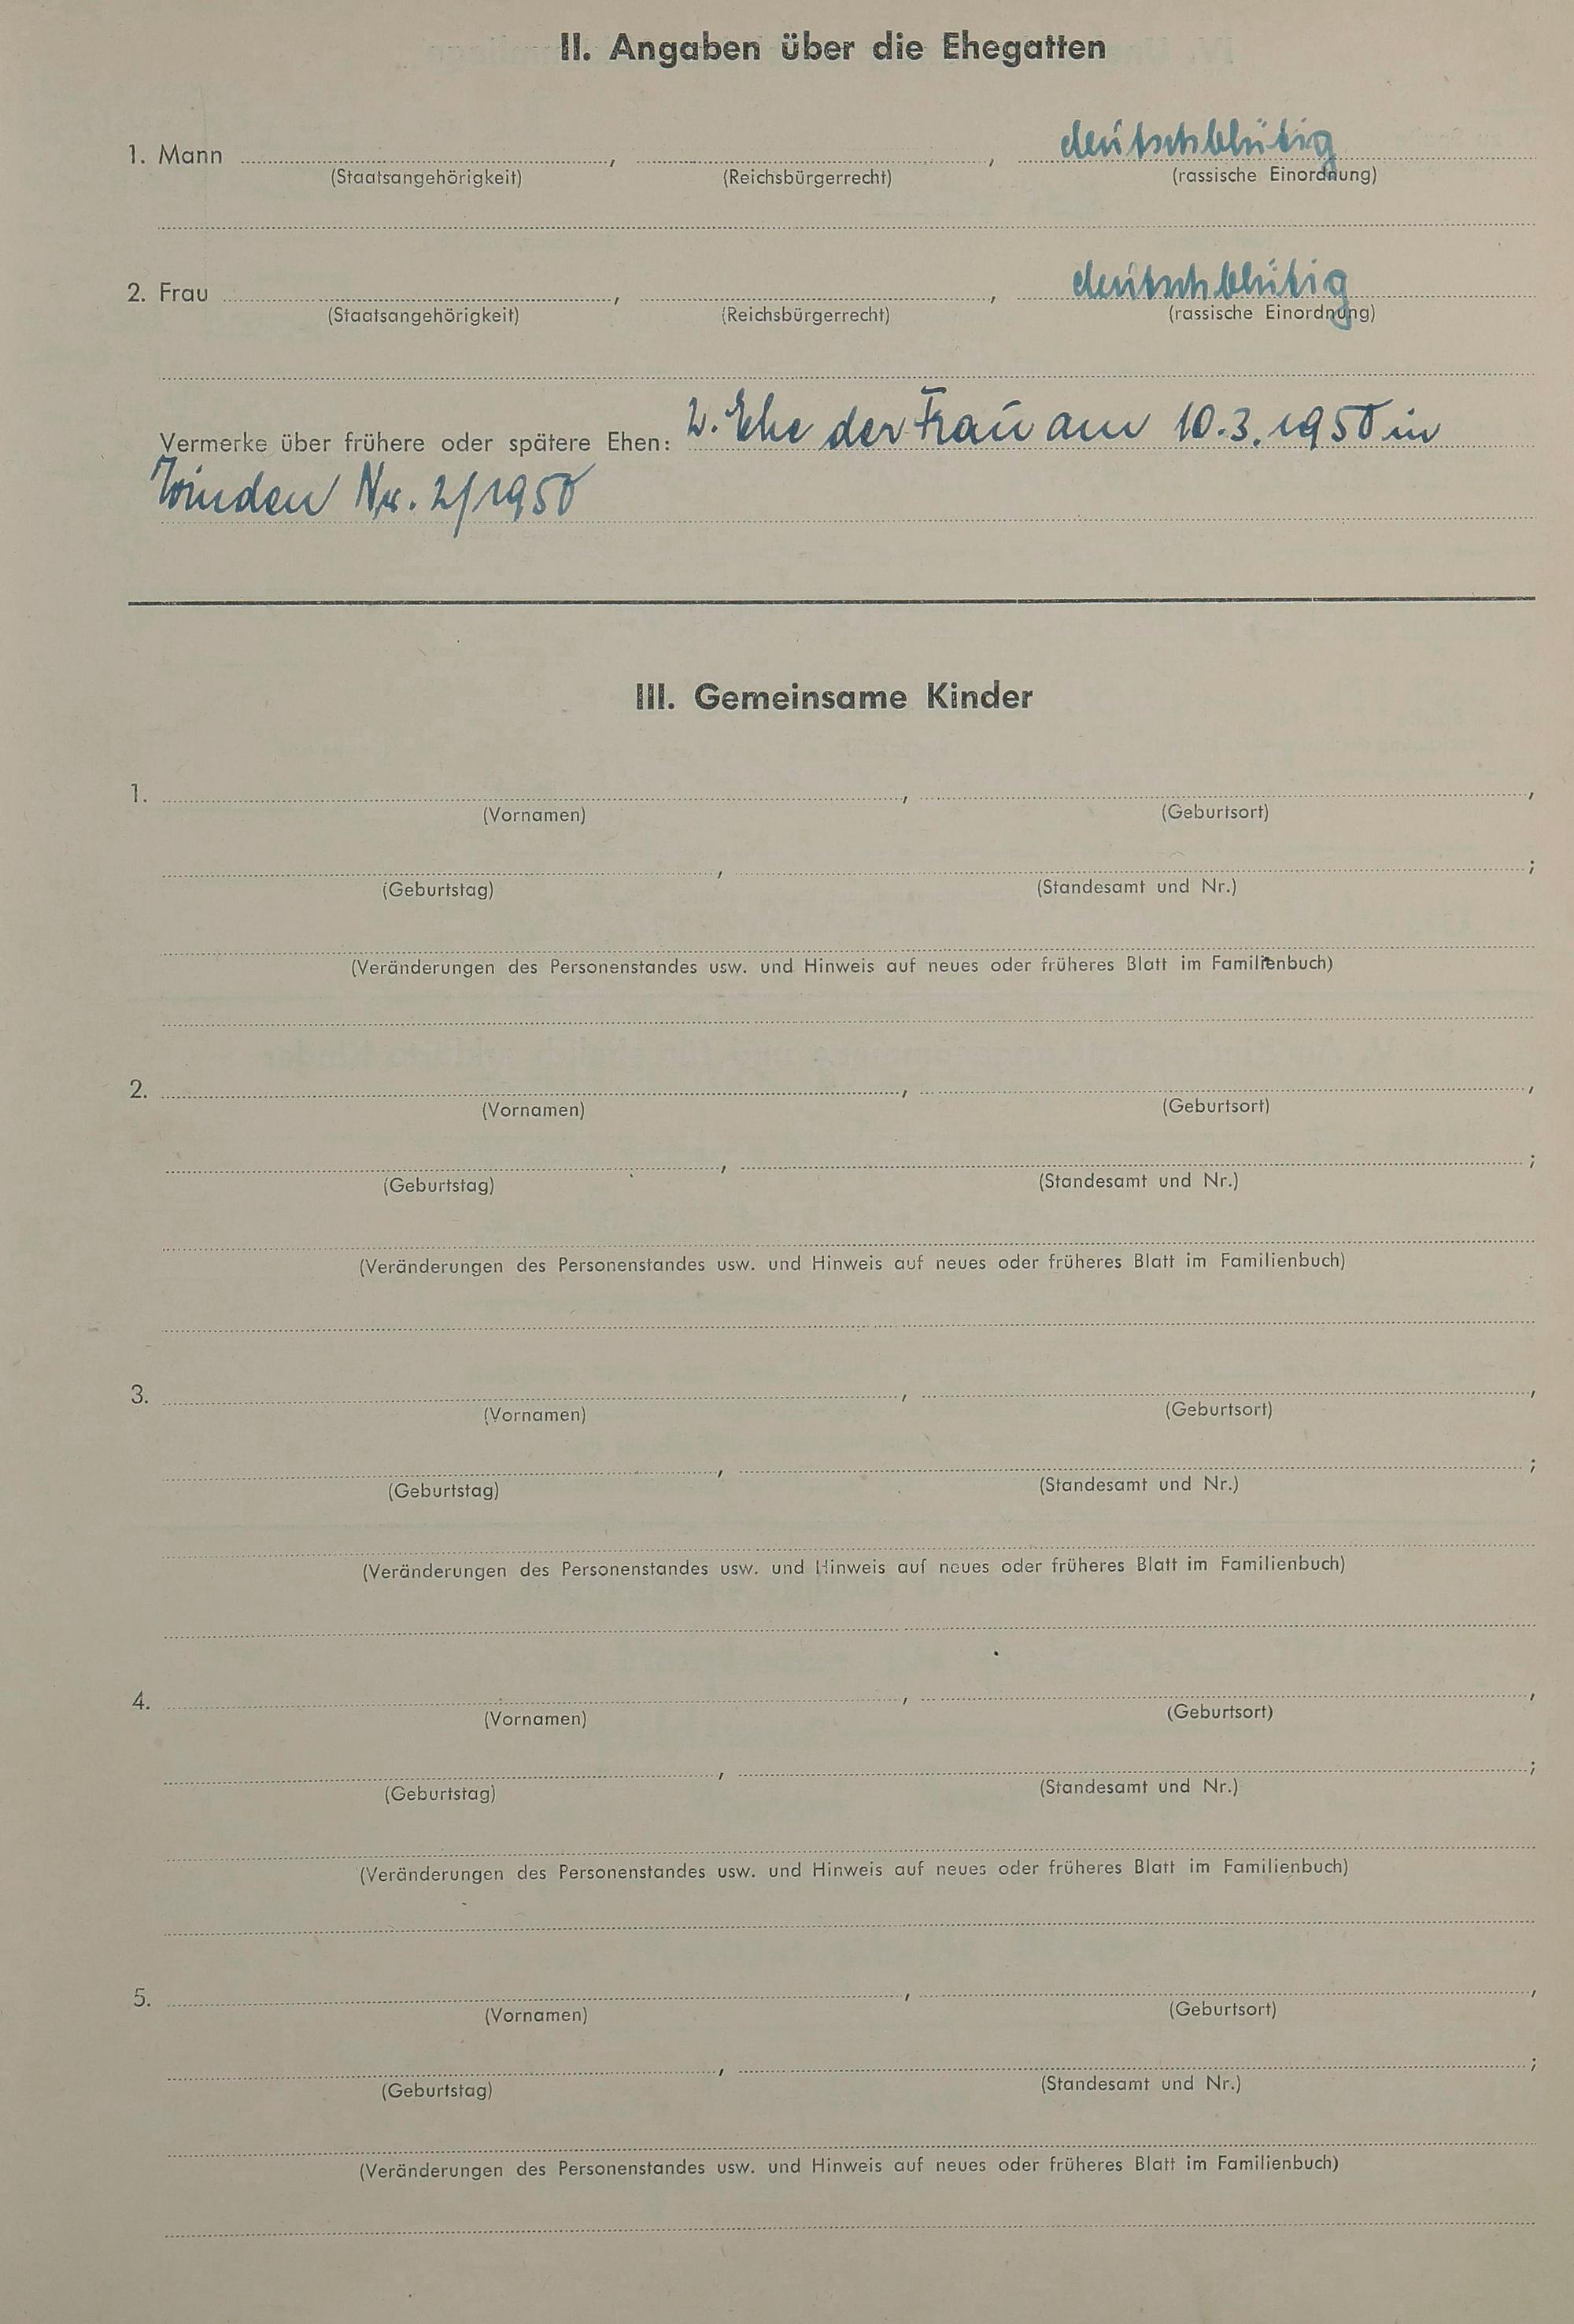 II. Angaben über die Ehegatten
1. Mann , , deutschblütig
(Staatsangehörigkeit) (Reichsbürgerrecht) (rassische Einordnung)
2. Frau , , deutschblütig
(Staatsangehörigkeit) (Reichsbürgerrecht) (rassische Einordnung)
Vermerke über frühere oder spätere Ehen: 2. Ehe der Frau am 10.3.1950 in
Winden Nr. 2/1950
III. Gemeinsame Kinder
1. , ,
(Vornamen) (Geburtsort)
, ;
(Geburtstag) (Standesamt und Nr.)
(Veränderungen des Personenstandes usw. und Hinweis auf neues oder früheres Blatt im Familienbuch)
2. , ,
(Vornamen) (Geburtsort)
, ;
(Geburtstag) (Standesamt und Nr.)
(Veränderungen des Personenstandes usw. und Hinweis auf neues oder früheres Blatt im Familienbuch)
3. , ,
(Vornamen) (Geburtsort)
, ;
(Geburtstag) (Standesamt und Nr.)
(Veränderungen des Personenstandes usw. und Hinweis auf neues oder früheres Blatt im Familienbuch)
4. , ,
(Vornamen) (Geburtsort)
, ;
(Geburtstag) (Standesamt und Nr.)
(Veränderungen des Personenstandes usw. und Hinweis auf neues oder früheres Blatt im Familienbuch)
5. , ,
(Vornamen) (Geburtsort)
, ;
(Geburtstag) (Standesamt und Nr.)
(Veränderungen des Personenstandes usw. und Hinweis auf neues oder früheres Blatt im Familienbuch)